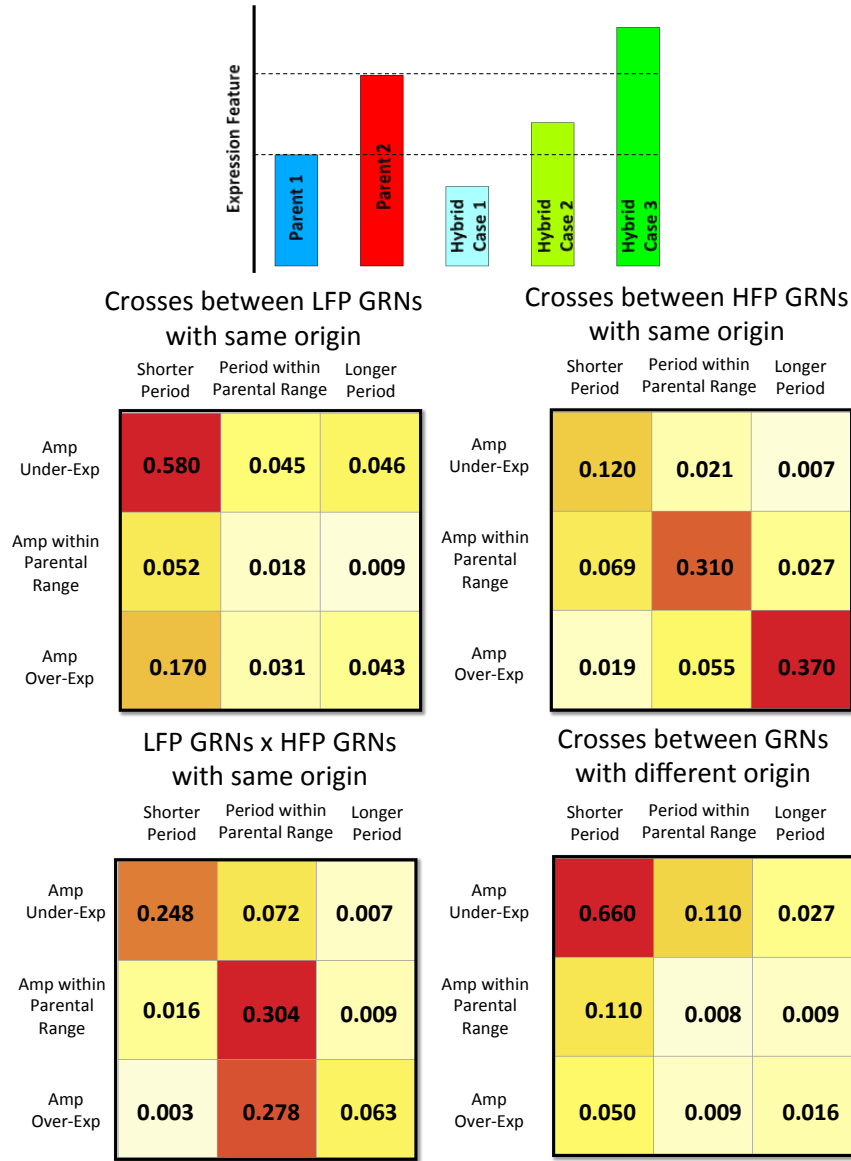 Expression Feature
Parent 1
Parent 2
Hybrid
Case 1
Hybrid
Case 2
Hybrid
Case 3
Crosses between LFP GRNs
with same origin
Shorter
Period
Period within
Parental Range
Longer
Period
Amp
Under-Exp
0.580 0.045 0.046
Amp within
Parental
Range
0.052 0.018 0.009
Amp
Over-Exp
0.170 0.031 0.043
Crosses between HFP GRNs
with same origin
Shorter
Period
Period within
Parental Range
Longer
Period
Amp
Under-Exp
0.120 0.021 0.007
Amp within
Parental
Range
0.069 0.310 0.027
Amp
Over-Exp
0.019 0.055 0.370
LFP GRNs x HFP GRNs
with same origin
Shorter
Period
Period within
Parental Range
Longer
Period
Amp
Under-Exp
0.248 0.072 0.007
Amp within
Parental
Range
0.016 0.304 0.009
Amp
Over-Exp
0.003 0.278 0.063
Crosses between GRNs
with different origin
Shorter
Period
Period within
Parental Range
Longer
Period
Amp
Under-Exp
0.660 0.110 0.027
Amp within
Parental
Range
0.110 0.008 0.009
Amp
Over-Exp
0.050 0.009 0.016